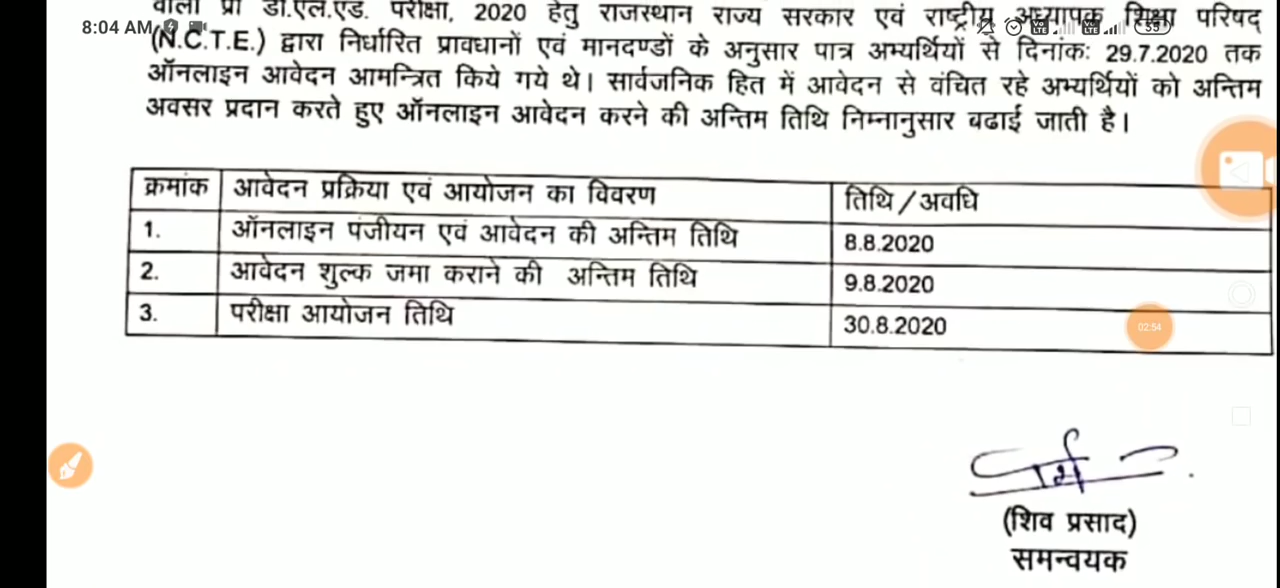 8:04 AM
वाली प्री डी.एल.एड. परीक्षा, 2020 हेतु राजस्थान राज्य सरकार एवं राष्ट्रीय अध्यापक शिक्षा परिषद्
(N.C.T.E.) द्वारा निर्धारित प्रावधानों एवं मानदण्डों के अनुसार पात्र अभ्यर्थियों से दिनांकः 29.7.2020 तक
ऑनलाइन आवेदन आमन्त्रित किये गये थे। सार्वजनिक हित में आवेदन से वंचित रहे अभ्यर्थियों को अन्तिम
अवसर प्रदान करते हुए ऑनलाइन आवेदन करने की अन्तिम तिथि निम्नानुसार बढाई जाती है।
क्रमांक आवेदन प्रक्रिया एवं आयोजन का विवरण तिथि/अवधि
1. ऑनलाइन पंजीयन एवं आवेदन की अन्तिम तिथि 8.8.2020
2. आवेदन शुल्क जमा कराने की अन्तिम तिथि 9.8.2020
3. परीक्षा आयोजन तिथि 30.8.2020
02:54
(शिव प्रसाद)
समन्वयक